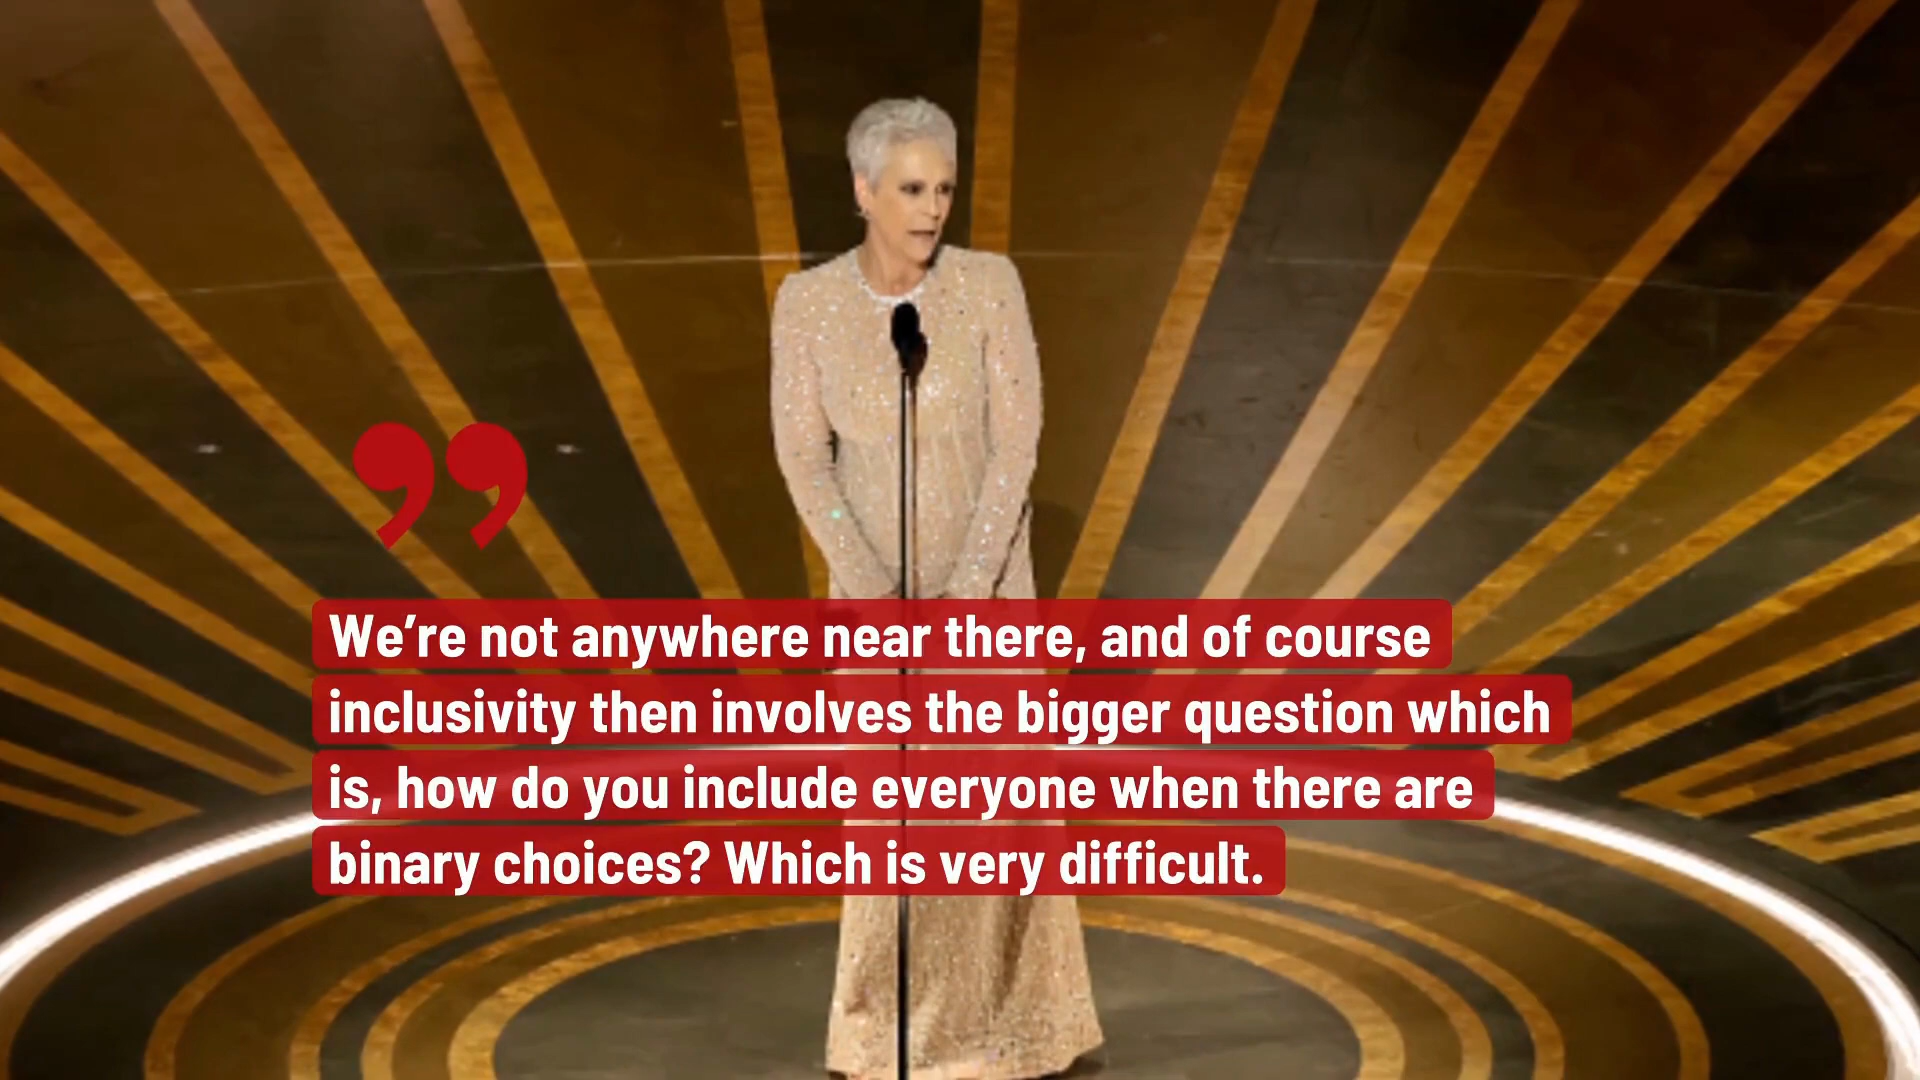 ”
We’re not anywhere near there, and of course
inclusivity then involves the bigger question which
is, how do you include everyone when there are
binary choices? Which is very difficult.